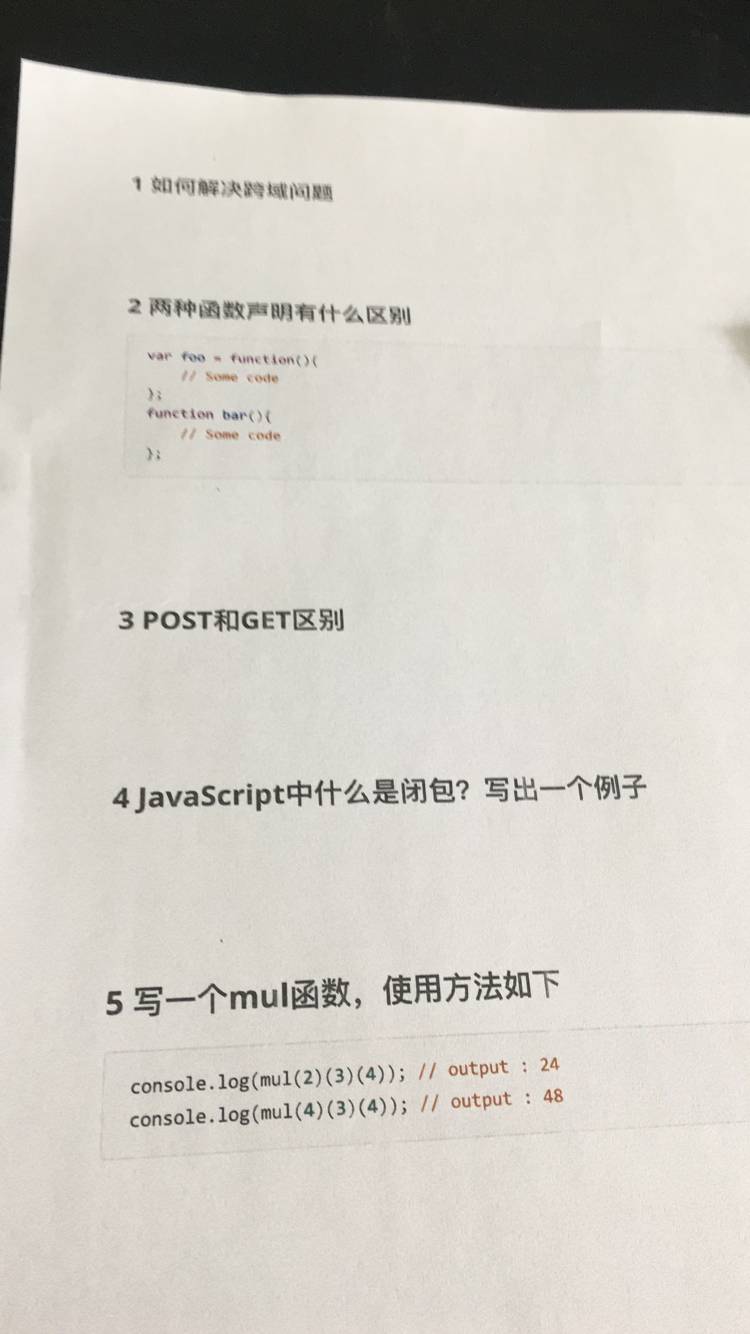 1 如何解决跨域问题
2 两种函数声明有什么区别
var foo = function(){
// Some code
};
function bar(){
// Some code
};
3 POST和GET区别
4 JavaScript中什么是闭包？写出一个例子
5 写一个mul函数，使用方法如下
console.log(mul(2)(3)(4)); // output : 24
console.log(mul(4)(3)(4)); // output : 48